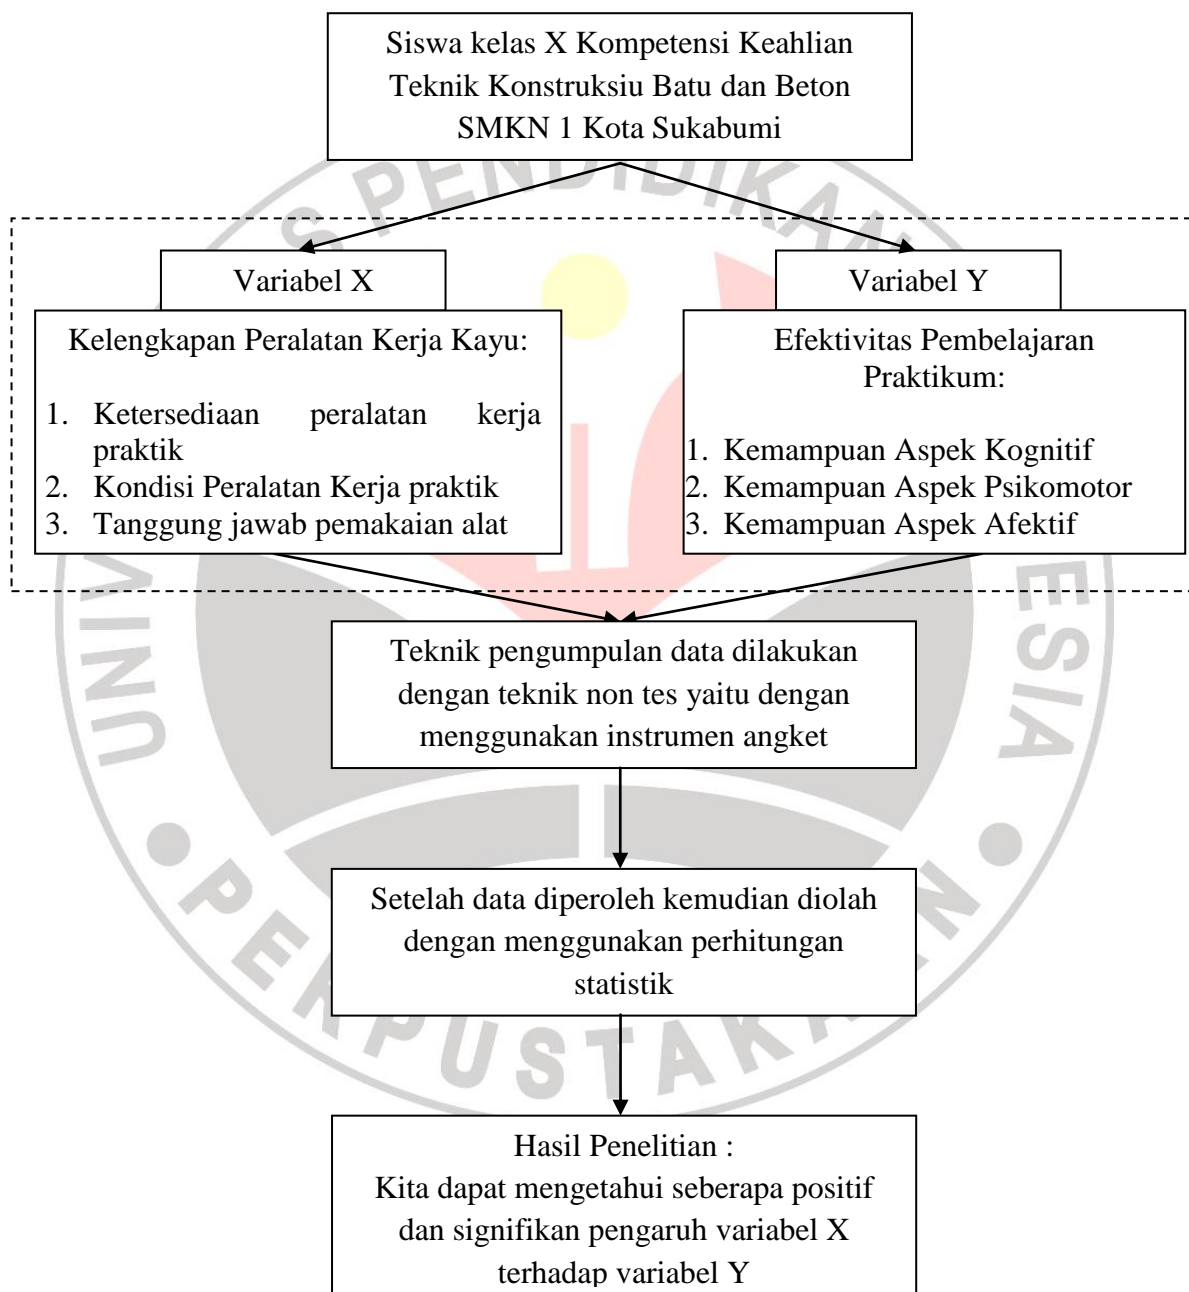 Siswa kelas X Kompetensi Keahlian
Teknik Konstruksiu Batu dan Beton
SMKN 1 Kota Sukabumi
Variabel X
Kelengkapan Peralatan Kerja Kayu:
1. Ketersediaan peralatan kerja
praktik
2. Kondisi Peralatan Kerja praktik
3. Tanggung jawab pemakaian alat
Variabel Y
Efektivitas Pembelajaran
Praktikum:
1. Kemampuan Aspek Kognitif
2. Kemampuan Aspek Psikomotor
3. Kemampuan Aspek Afektif
Teknik pengumpulan data dilakukan
dengan teknik non tes yaitu dengan
menggunakan instrumen angket
Setelah data diperoleh kemudian diolah
dengan menggunakan perhitungan
statistik
Hasil Penelitian :
Kita dapat mengetahui seberapa positif
dan signifikan pengaruh variabel X
terhadap variabel Y
S PENDIDIKAN
UNIV
ESIA
PERPUSTAKAAN